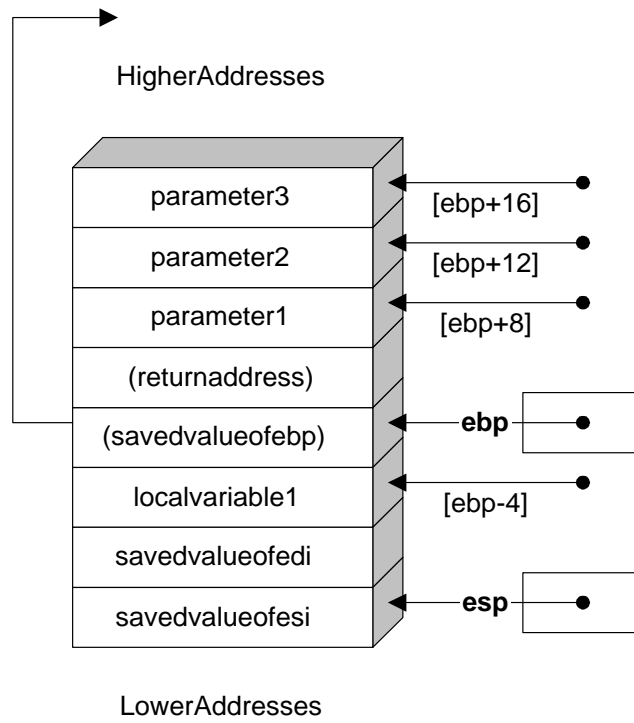 HigherAddresses
parameter3
[ebp+16]
parameter2
[ebp+12]
parameter1
[ebp+8]
(returnaddress)
(savedvalueofebp)
ebp
localvariable1
[ebp-4]
savedvalueofedi
savedvalueofesi
esp
LowerAddresses